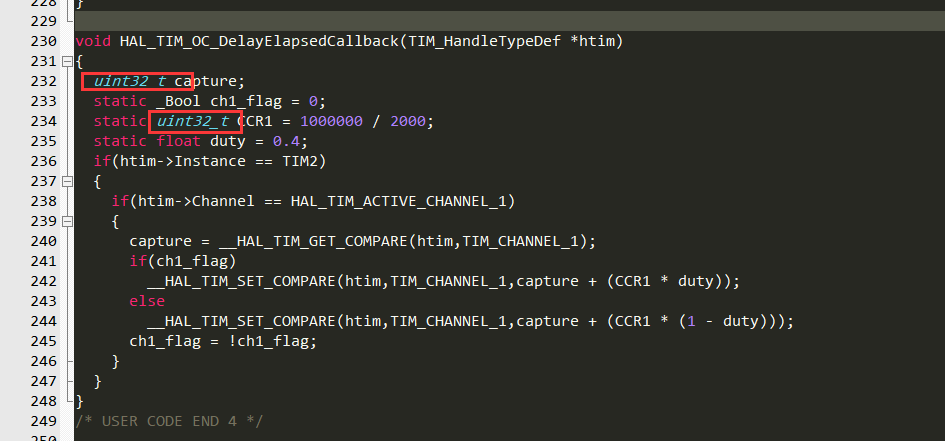 228 }
229
230 void HAL_TIM_OC_DelayElapsedCallback(TIM_HandleTypeDef *htim)
231 {
232 uint32_t capture;
233 static _Bool ch1_flag = 0;
234 static uint32_t CCR1 = 1000000 / 2000;
235 static float duty = 0.4;
236 if(htim->Instance == TIM2)
237 {
238 if(htim->Channel == HAL_TIM_ACTIVE_CHANNEL_1)
239 {
240 capture = __HAL_TIM_GET_COMPARE(htim,TIM_CHANNEL_1);
241 if(ch1_flag)
242 __HAL_TIM_SET_COMPARE(htim,TIM_CHANNEL_1,capture + (CCR1 * duty));
243 else
244 __HAL_TIM_SET_COMPARE(htim,TIM_CHANNEL_1,capture + (CCR1 * (1 - duty)));
245 ch1_flag = !ch1_flag;
246 }
247 }
248 }
249 /* USER CODE END 4 */
250